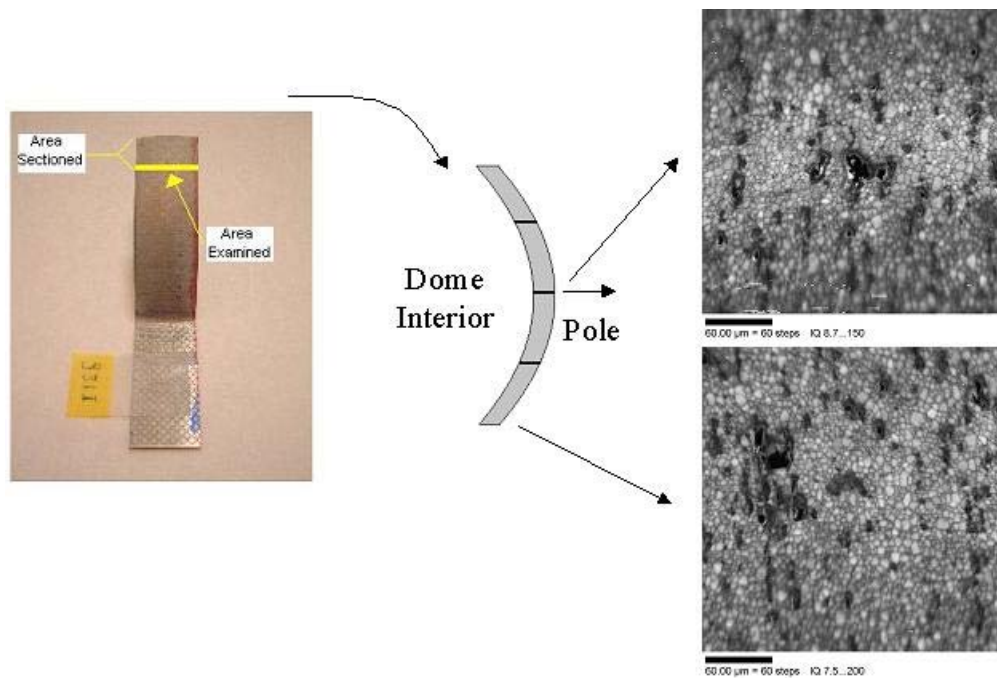 Area
Sectioned
Area
Examined
Dome
Interior
Pole
60.00 µm = 60 steps IQ 8.7...150
60.00 µm = 60 steps IQ 7.5...200